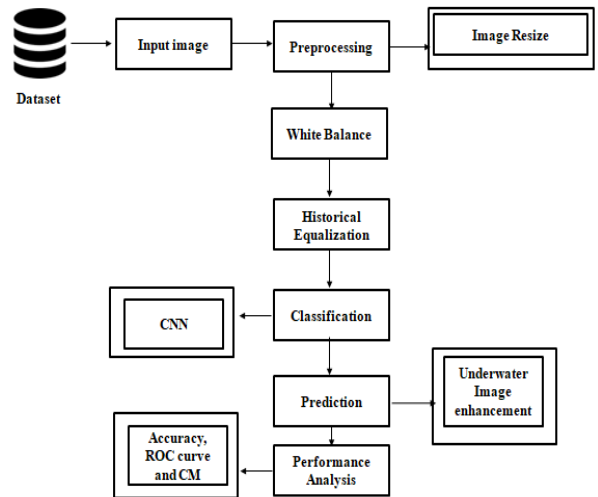 Dataset
Input image
Preprocessing
Image Resize
White Balance
Historical
Equalization
Classification
CNN
Prediction
Underwater
Image
enhancement
Performance
Analysis
Accuracy,
ROC curve
and CM